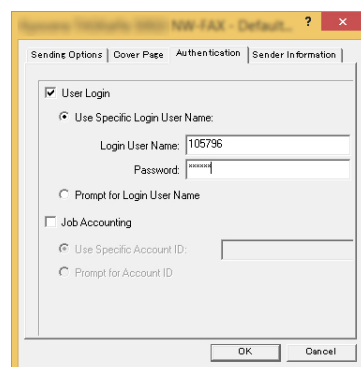 NW-FAX - Default... ? ×
Sending Options Cover Page Authentication Sender Information
User Login
Use Specific Login User Name:
Login User Name: 105796
Password: ******
Prompt for Login User Name
Job Accounting
Use Specific Account ID:
Prompt for Account ID
OK Cancel